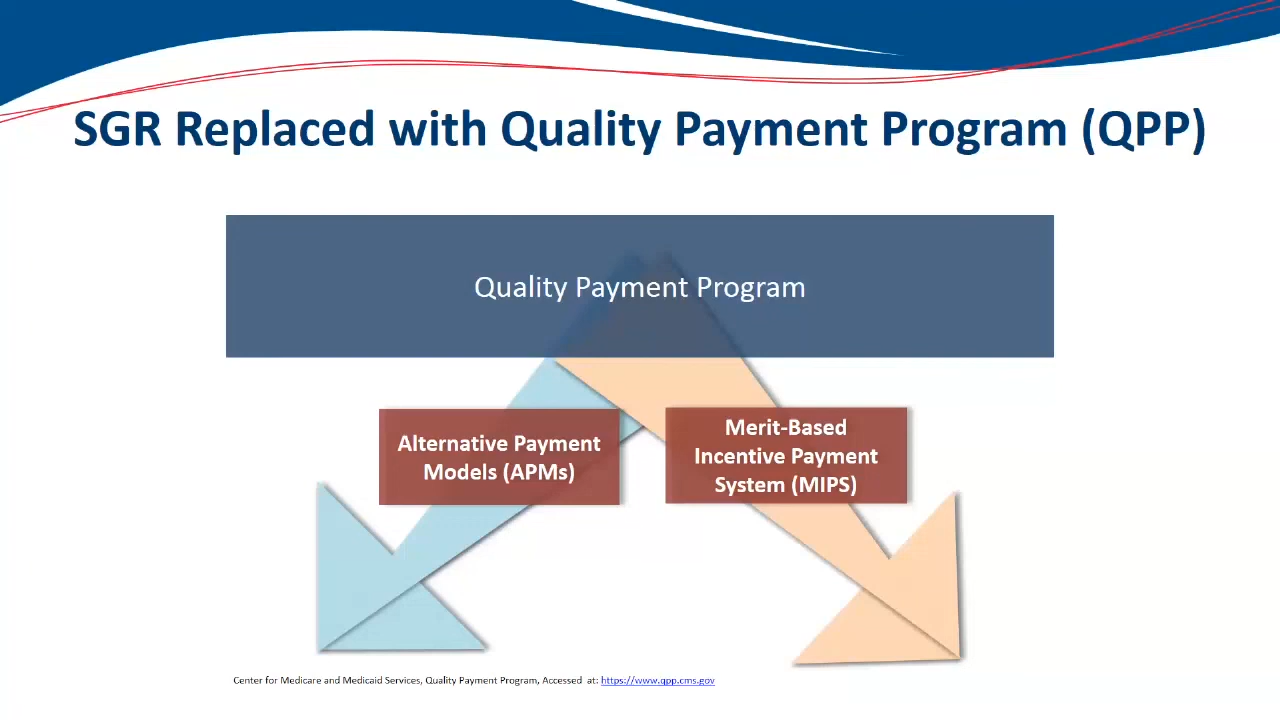 SGR Replaced with Quality Payment Program (QPP)
Quality Payment Program
Alternative Payment
Models (APMs)
Merit-Based
Incentive Payment
System (MIPS)
Center for Medicare and Medicaid Services, Quality Payment Program, Accessed at: https://www.qpp.cms.gov